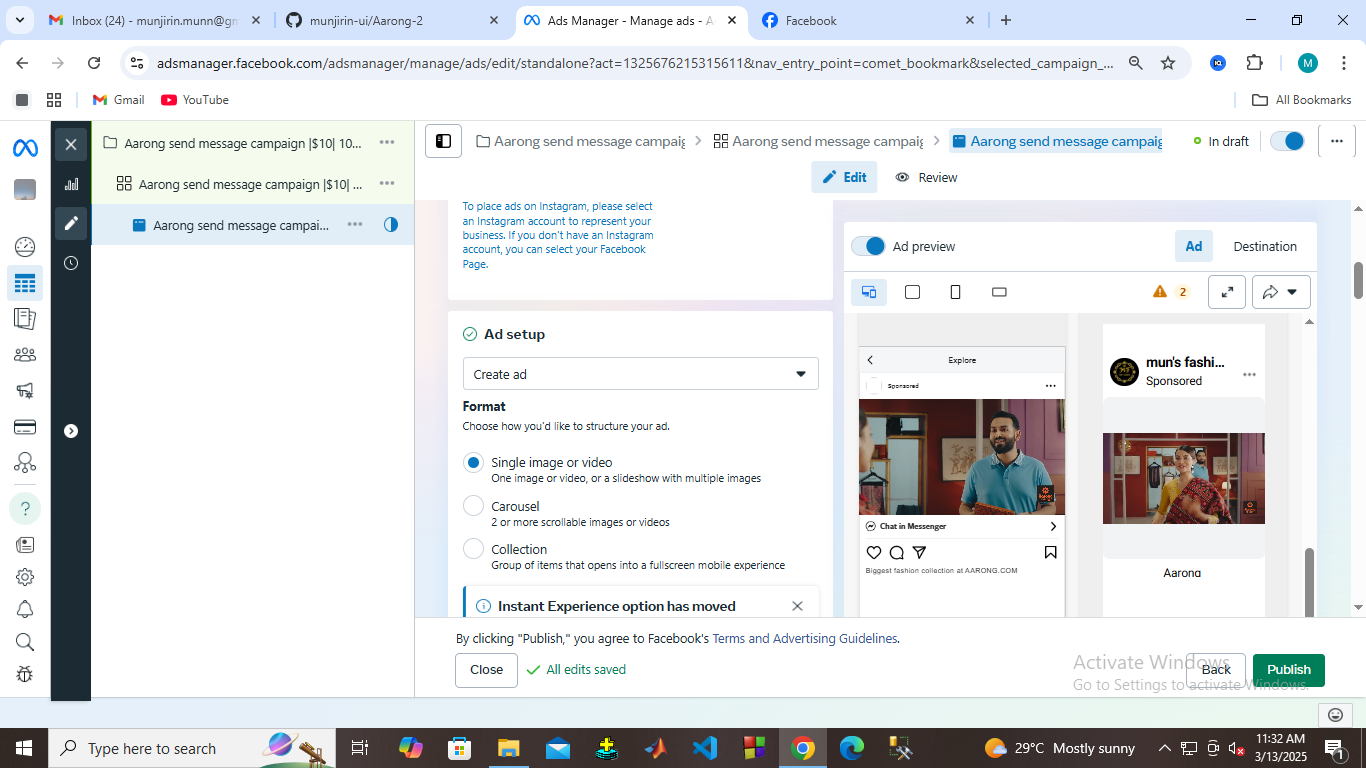 Inbox (24) - munjirin.munn@gm
munjirin-ui/Aarong-2
Ads Manager - Manage ads - A
Facebook
adsmanager.facebook.com/adsmanager/manage/ads/edit/standalone?act=1325676215315611&nav_entry_point=comet_bookmark&selected_campaign_...
M
Gmail
YouTube
All Bookmarks
Aarong send message campaign |$10| 10...
Aarong send message campaign |$10| ...
Aarong send message campai...
Aarong send message campaig
Aarong send message campaig
Aarong send message campaig
In draft
Edit
Review
To place ads on Instagram, please select
an Instagram account to represent your
business. If you don't have an Instagram
account, you can select your Facebook
Page.
Ad setup
Create ad
Format
Choose how you'd like to structure your ad.
Single image or video
One image or video, or a slideshow with multiple images
Carousel
2 or more scrollable images or videos
Collection
Group of items that opens into a fullscreen mobile experience
Instant Experience option has moved
Ad preview
Ad
Destination
2
Explore
Sponsored
Chat in Messenger
Biggest fashion collection at AARONG.COM
mun's fashi...
Sponsored
Aarong
By clicking "Publish," you agree to Facebook's Terms and Advertising Guidelines.
Close
All edits saved
Back
Publish
Activate Windows
Go to Settings to activate Windows.
Type here to search
29°C Mostly sunny
11:32 AM
3/13/2025
1